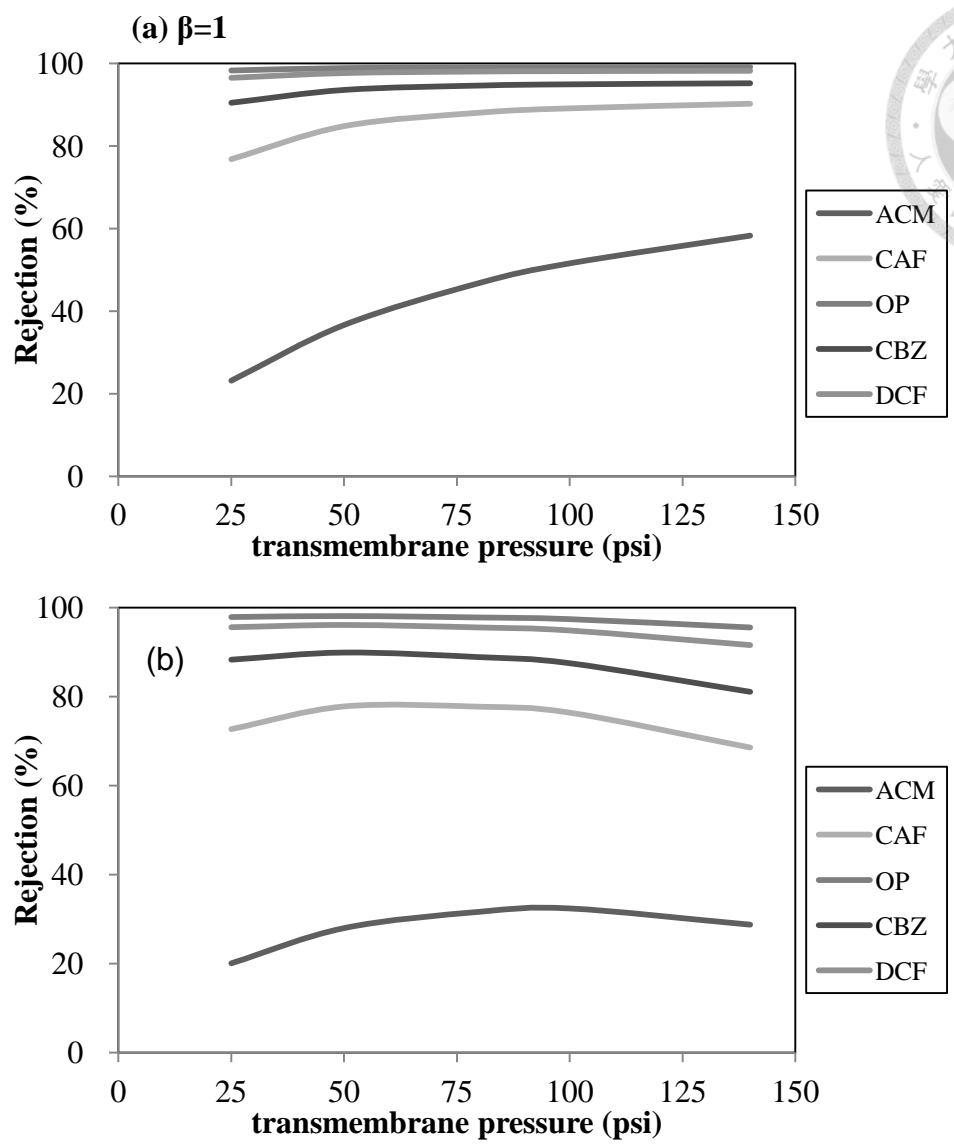 (a) β=1
100
80
60
40
20
0
Rejection (%)
0 25 50 75 100 125 150
transmembrane pressure (psi)
ACM
CAF
OP
CBZ
DCF
100
80
60
40
20
0
(b)
Rejection (%)
0 25 50 75 100 125 150
transmembrane pressure (psi)
ACM
CAF
OP
CBZ
DCF